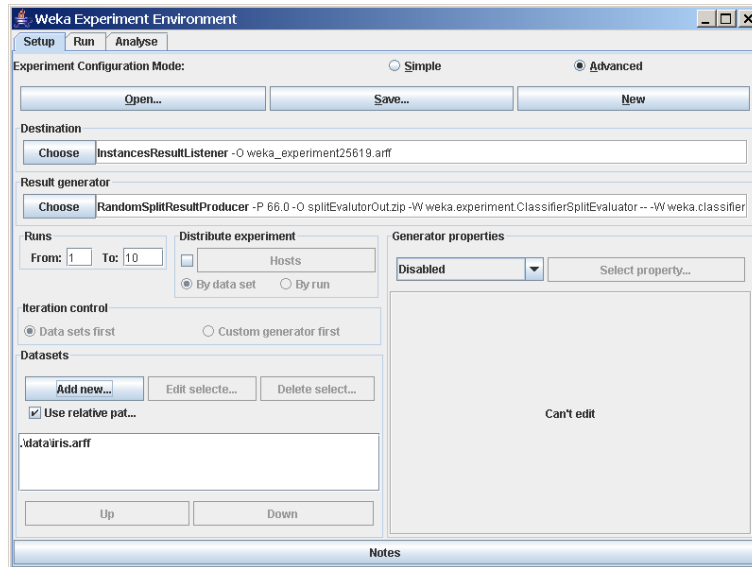 Weka Experiment Environment
Setup Run Analyse
Experiment Configuration Mode: Simple Advanced
Open... Save... New
Destination
Choose InstancesResultListener -O weka_experiment25619.arff
Result generator
Choose RandomSplitResultProducer -P 66.0 -O splitEvalutorOut.zip -W weka.experiment.ClassifierSplitEvaluator -- -W weka.classifier
Runs Distribute experiment Generator properties
From: 1 To: 10 Hosts Disabled Select property...
By data set By run
Iteration control
Data sets first Custom generator first
Datasets
Add new... Edit selecte... Delete select...
Use relative pat... Can't edit
.\data\iris.arff
Up Down
Notes